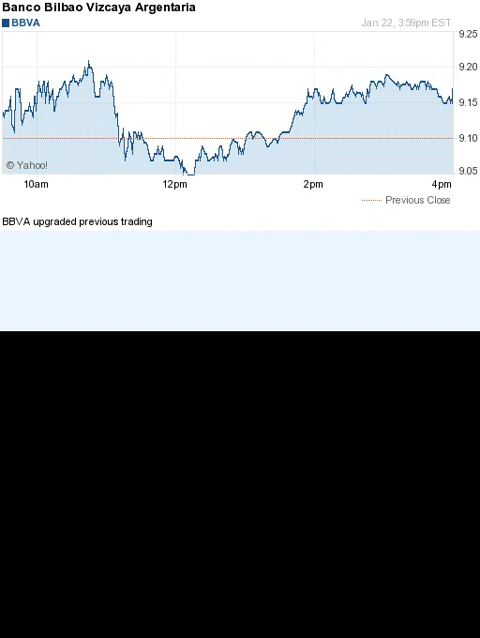 Banco Bilbao Vizcaya Argentaria
BBVA Jan 22, 3:59pm EST
9.25
9.20
9.15
9.10
9.05
© Yahoo!
10am 12pm 2pm 4pm
Previous Close
BBVA upgraded previous trading